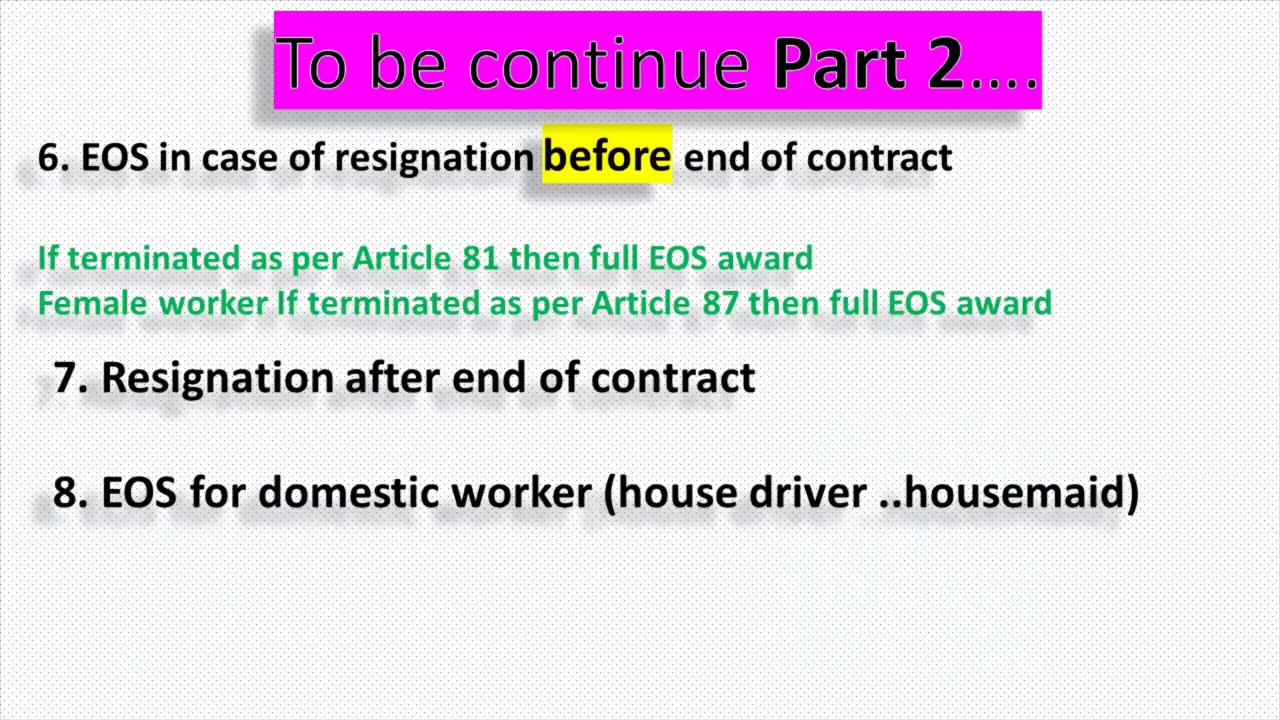 To be continue Part 2....
6. EOS in case of resignation before end of contract
If terminated as per Article 81 then full EOS award
Female worker If terminated as per Article 87 then full EOS award
7. Resignation after end of contract
8. EOS for domestic worker (house driver ..housemaid)